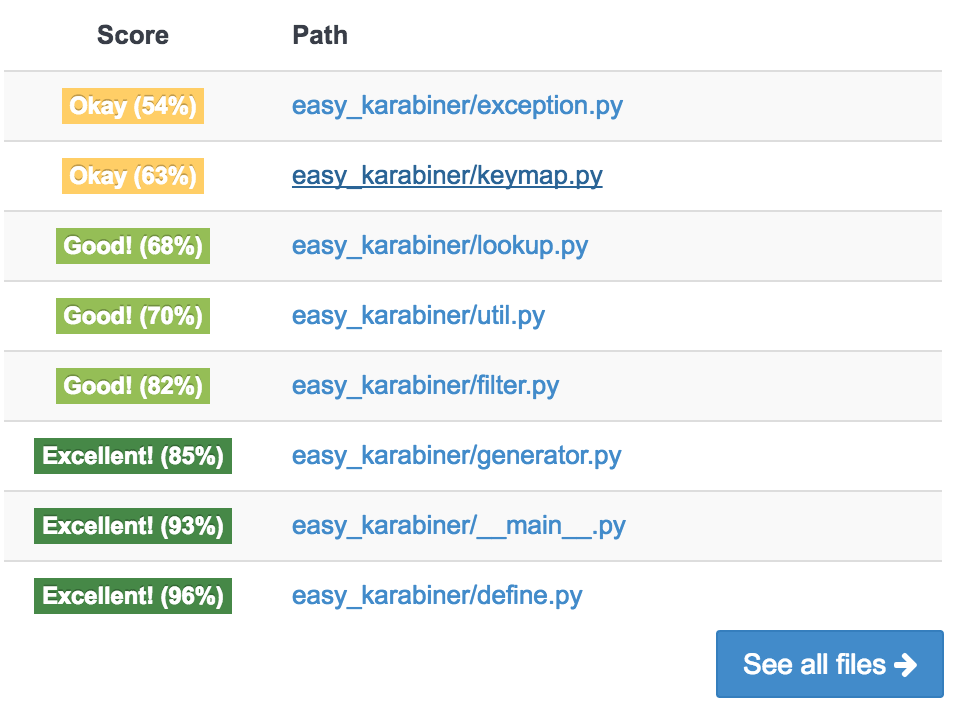 Score Path
Okay (54%) easy_karabiner/exception.py
Okay (63%) easy_karabiner/keymap.py
Good! (68%) easy_karabiner/lookup.py
Good! (70%) easy_karabiner/util.py
Good! (82%) easy_karabiner/filter.py
Excellent! (85%) easy_karabiner/generator.py
Excellent! (93%) easy_karabiner/__main__.py
Excellent! (96%) easy_karabiner/define.py
See all files